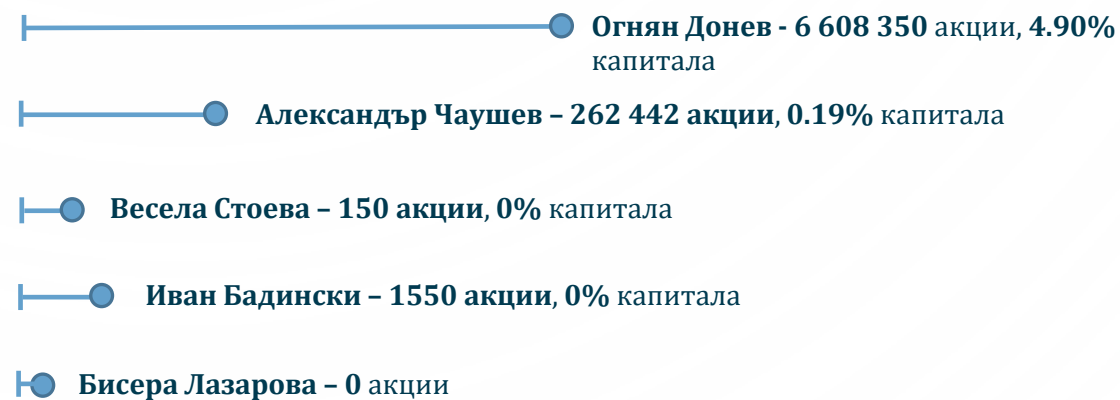 Огнян Донев - 6 608 350 акции, 4.90%
капитала
Александър Чаушев – 262 442 акции, 0.19% капитала
Весела Стоева – 150 акции, 0% капитала
Иван Бадински – 1550 акции, 0% капитала
Бисера Лазарова – 0 акции